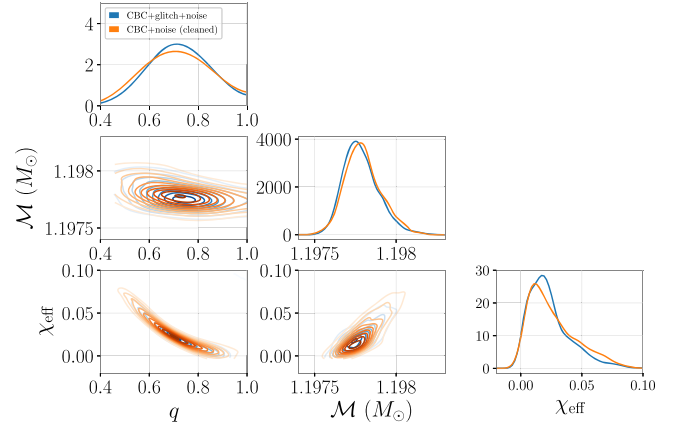 CBC+glitch+noise
CBC+noise (cleaned)
4
2
0
0.4 0.6 0.8 1.0
ℳ (M⊙)
1.198
1.1975
0.4 0.6 0.8 1.0
4000
2000
0
1.1975 1.198
χeff
0.10
0.05
0.00
0.4 0.6 0.8 1.0
q
1.1975 1.198
ℳ (M⊙)
30
20
10
0
0.00 0.05 0.10
χeff